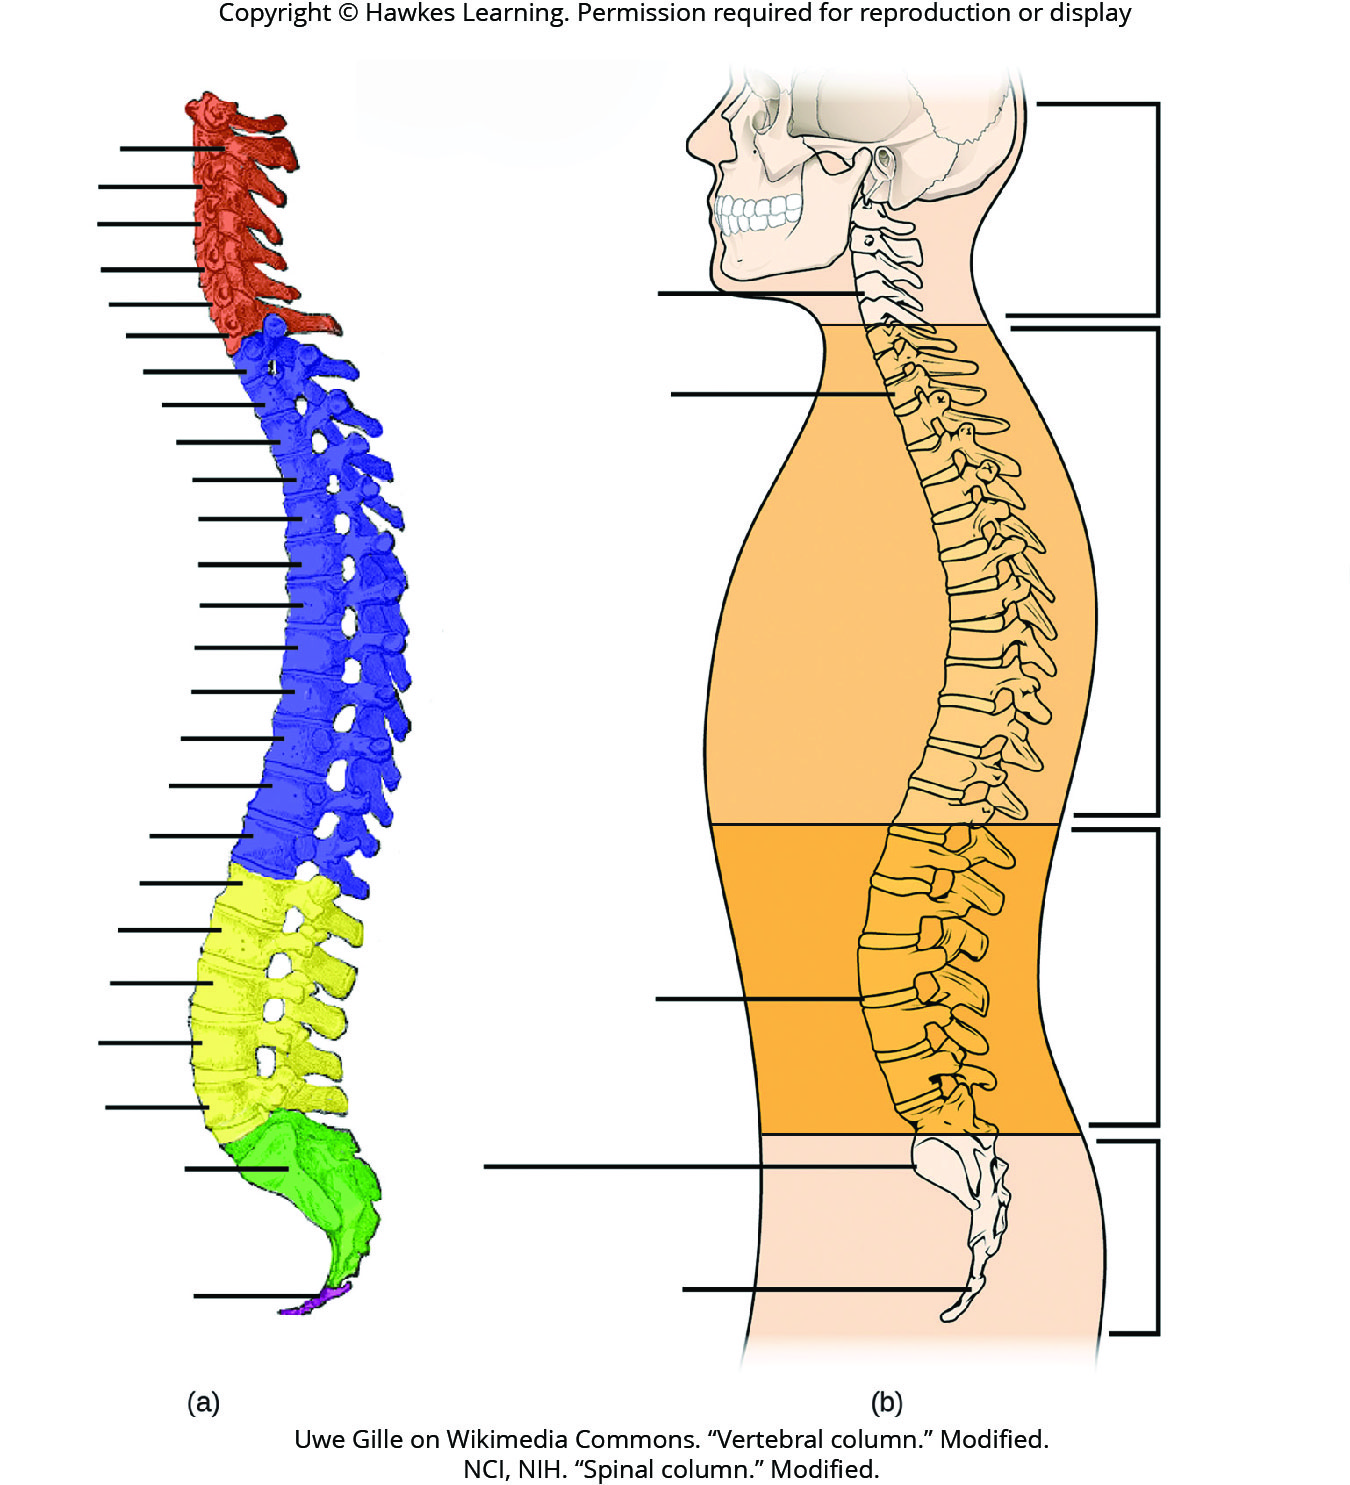 Copyright © Hawkes Learning. Permission required for reproduction or display
(a)
(b)
Uwe Gille on Wikimedia Commons. “Vertebral column.” Modified.
NCI, NIH. “Spinal column.” Modified.